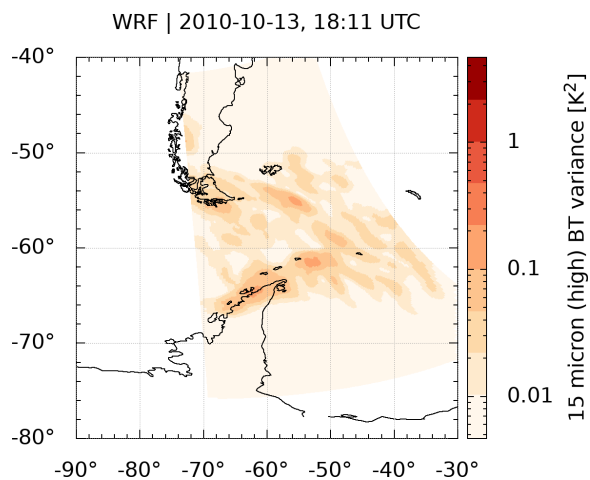 WRF | 2010-10-13, 18:11 UTC
-40°
-50°
-60°
-70°
-80°
-90° -80° -70° -60° -50° -40° -30°
1
0.1
0.01
15 micron (high) BT variance [K²]